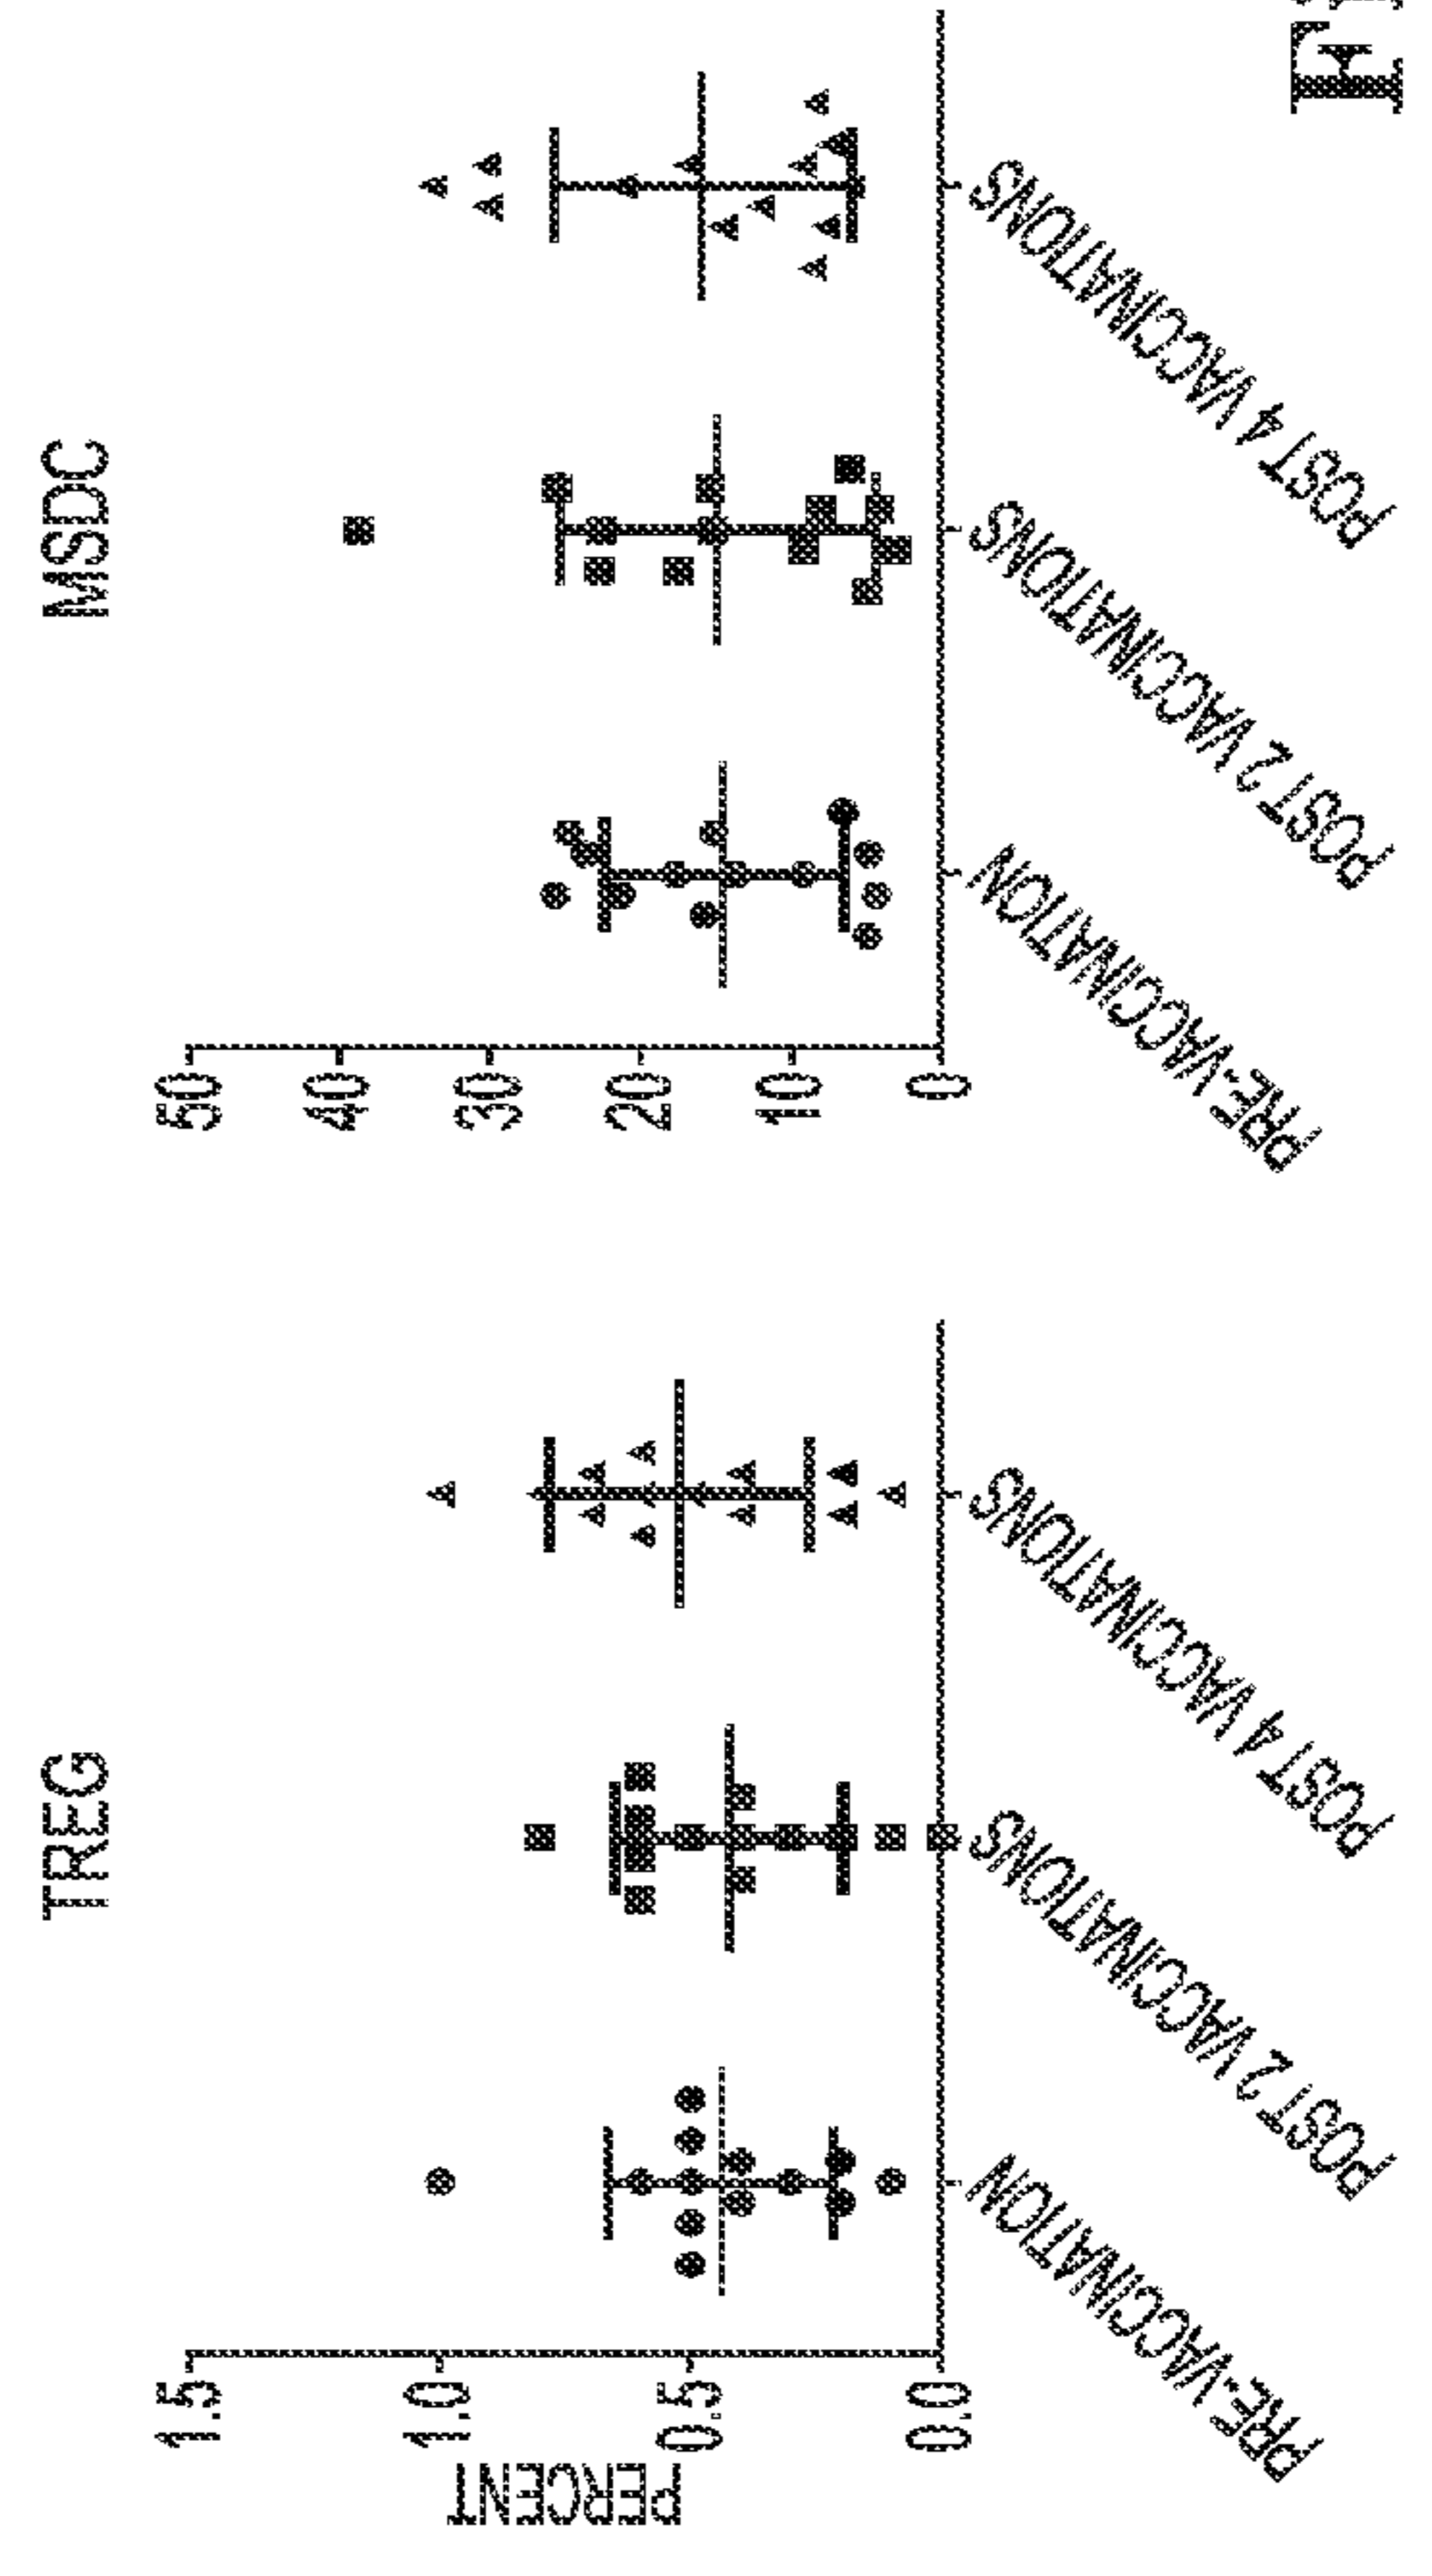 TREG
PERCENT
1.5
1.0
0.5
0.0
PRE-VACCINATION
POST 2 VACCINATIONS
POST 4 VACCINATIONS
MSDC
50
40
30
20
10
0
PRE-VACCINATION
POST 2 VACCINATIONS
POST 4 VACCINATIONS